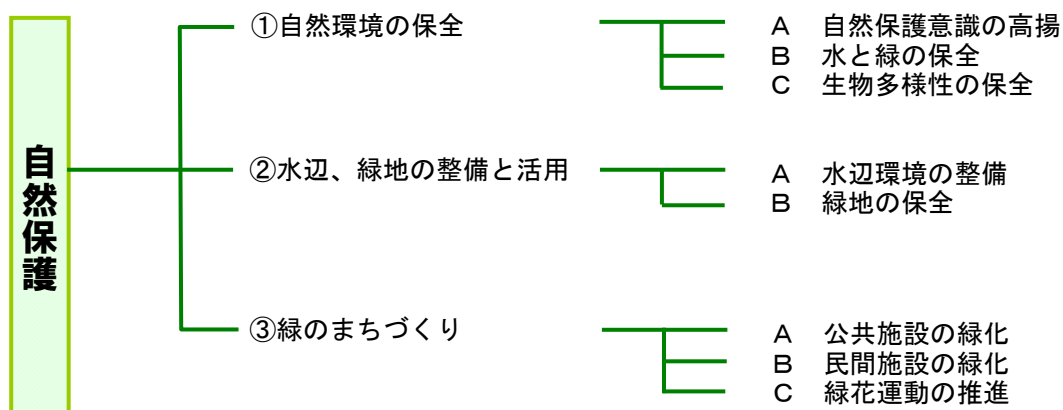 自然保護
①自然環境の保全
A 自然保護意識の高揚
B 水と緑の保全
C 生物多様性の保全
②水辺、緑地の整備と活用
A 水辺環境の整備
B 緑地の保全
③緑のまちづくり
A 公共施設の緑化
B 民間施設の緑化
C 緑花運動の推進